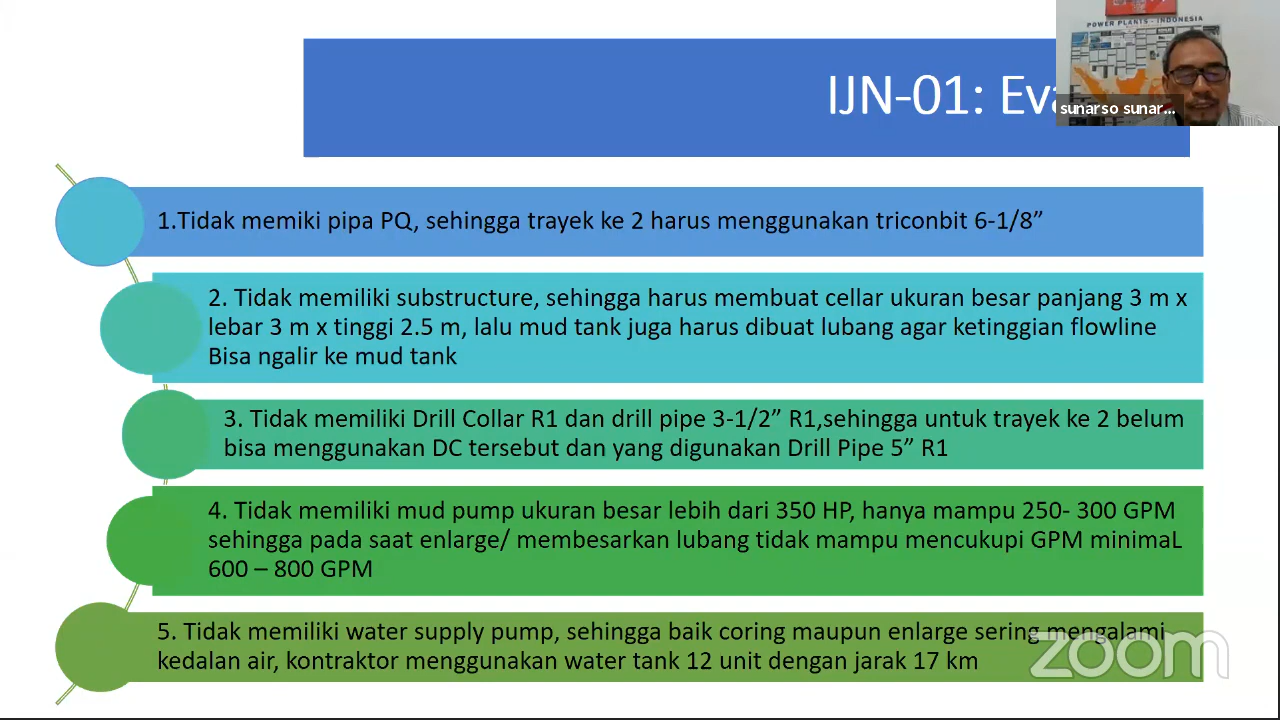 POWER PLANTS - INDONESIA
IJN-01: Eva
sunarso sunar...
1.Tidak memiki pipa PQ, sehingga trayek ke 2 harus menggunakan triconbit 6-1/8”
2. Tidak memiliki substructure, sehingga harus membuat cellar ukuran besar panjang 3 m x
lebar 3 m x tinggi 2.5 m, lalu mud tank juga harus dibuat lubang agar ketinggian flowline
Bisa ngalir ke mud tank
3. Tidak memiliki Drill Collar R1 dan drill pipe 3-1/2” R1,sehingga untuk trayek ke 2 belum
bisa menggunakan DC tersebut dan yang digunakan Drill Pipe 5” R1
4. Tidak memiliki mud pump ukuran besar lebih dari 350 HP, hanya mampu 250- 300 GPM
sehingga pada saat enlarge/ membesarkan lubang tidak mampu mencukupi GPM minimaL
600 – 800 GPM
5. Tidak memiliki water supply pump, sehingga baik coring maupun enlarge sering mengalami
kedalan air, kontraktor menggunakan water tank 12 unit dengan jarak 17 km
zoom